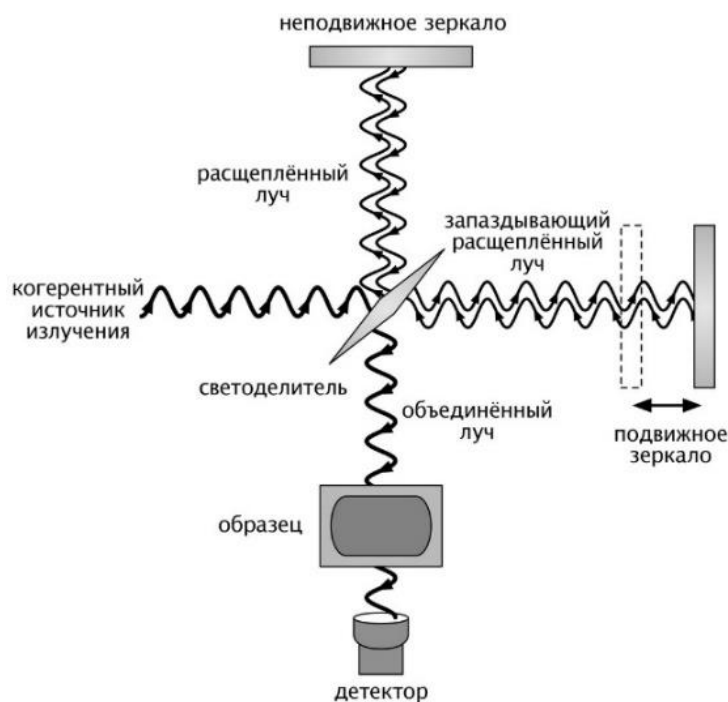 неподвижное зеркало
расщеплённый
луч
запаздывающий
расщеплённый
луч
когерентный
источник
излучения
светоделитель
объединённый
луч
подвижное
зеркало
образец
детектор